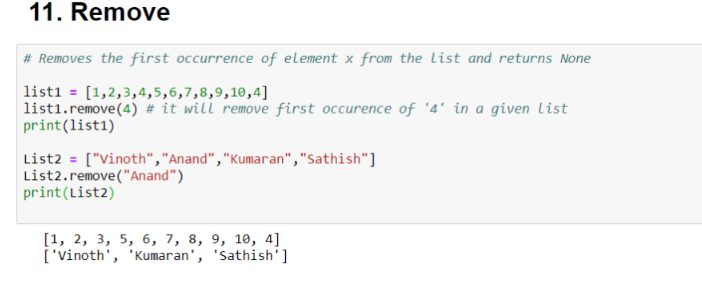 11. Remove
# Removes the first occurrence of element x from the list and returns None
list1 = [1,2,3,4,5,6,7,8,9,10,4]
list1.remove(4) # it will remove first occurence of '4' in a given list
print(list1)
List2 = ["Vinoth","Anand","Kumaran","Sathish"]
List2.remove("Anand")
print(List2)
[1, 2, 3, 5, 6, 7, 8, 9, 10, 4]
['Vinoth', 'Kumaran', 'Sathish']